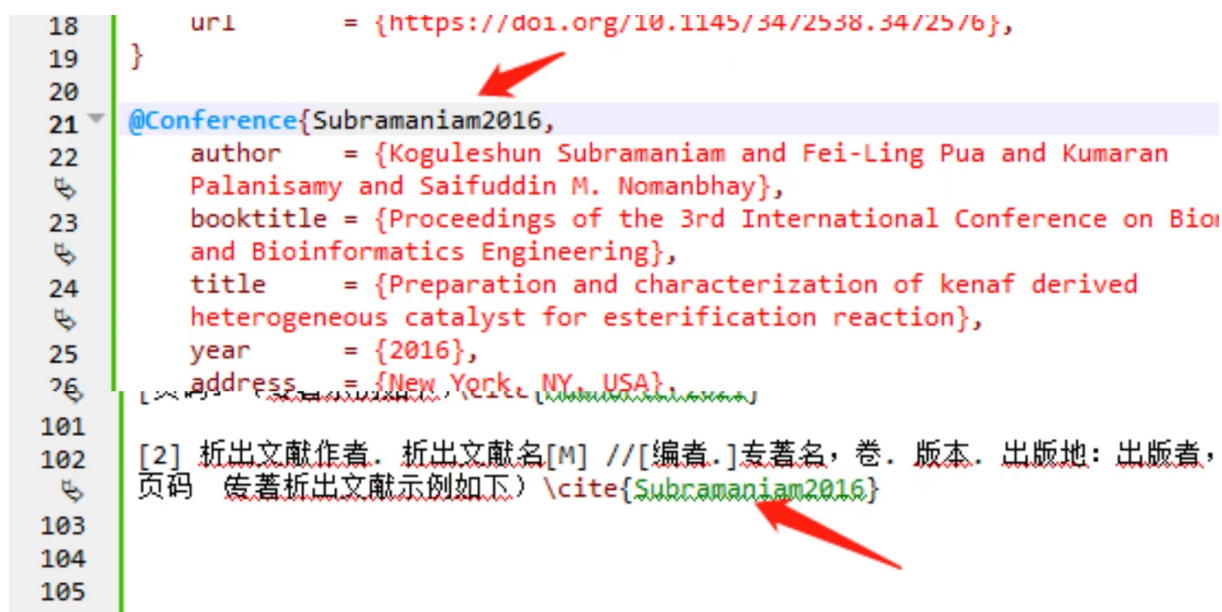 18 url = {https://doi.org/10.1145/3472538.3472576},
19 }
20
21 @Conference{Subramaniam2016,
22 author = {Koguleshun Subramaniam and Fei-Ling Pua and Kumaran
Palanisamy and Saifuddin M. Nomanbhay},
23 booktitle = {Proceedings of the 3rd International Conference on
and Bioinformatics Engineering},
24 title = {Preparation and characterization of kenaf derived
heterogeneous catalyst for esterification reaction},
25 year = {2016},
26 address = {New York, NY, USA},
101
102 [2] 析出文献作者. 析出文献名[M] //[编者.]专著名，卷. 版本. 出版地：出版者，
页码 （专著析出文献示例如下）\cite{Subramaniam2016}
103
104
105